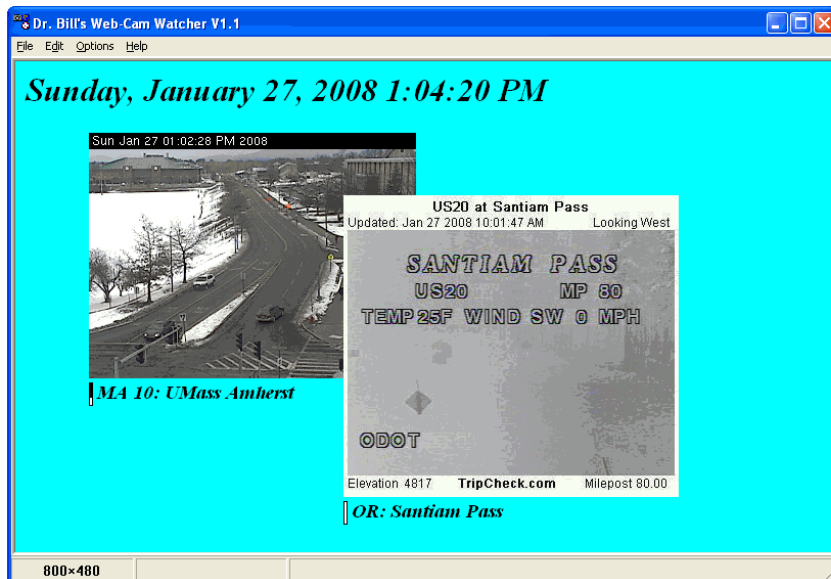 Dr. Bill's Web-Cam Watcher V1.1
File Edit Options Help
Sunday, January 27, 2008 1:04:20 PM
Sun Jan 27 01:02:28 PM 2008
US20 at Santiam Pass
Updated: Jan 27 2008 10:01:47 AM Looking West
SANTIAM PASS
US20 MP 80
TEMP 25F WIND SW 0 MPH
MA 10: UMass Amherst
ODOT
Elevation 4817 TripCheck.com Milepost 80.00
OR: Santiam Pass
800×480